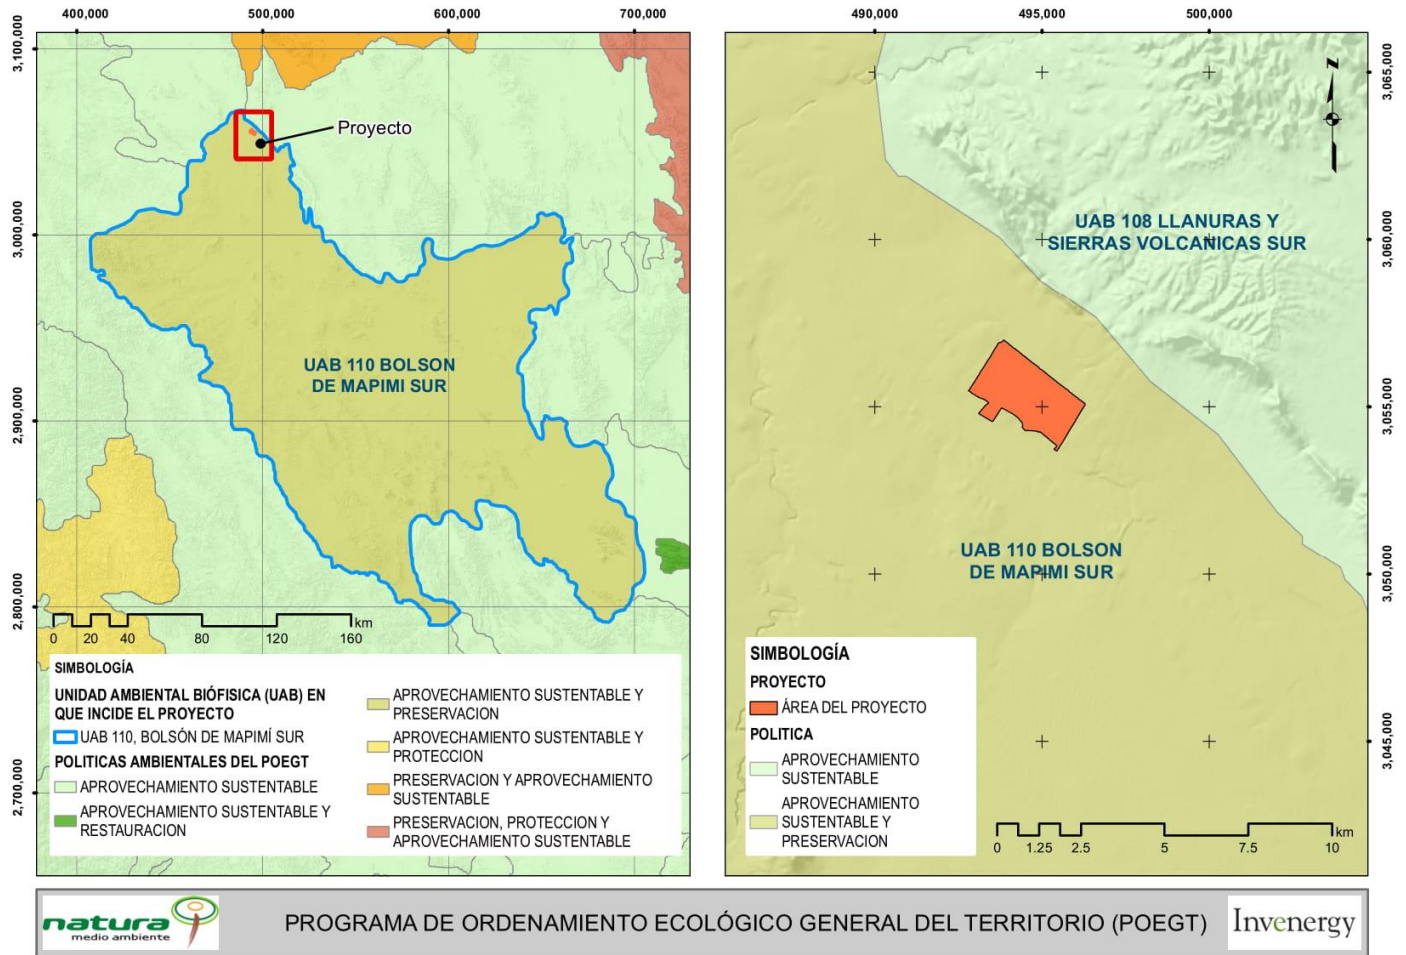 400,000
500,000
600,000
700,000
3,100,000
3,000,000
2,900,000
2,800,000
2,700,000
Proyecto
UAB 110 BOLSON
DE MAPIMI SUR
km
0 20 40 80 120 160
SIMBOLOGÍA
UNIDAD AMBIENTAL BIÓFISICA (UAB) EN
QUE INCIDE EL PROYECTO
UAB 110, BOLSÓN DE MAPIMÍ SUR
POLITICAS AMBIENTALES DEL POEGT
APROVECHAMIENTO SUSTENTABLE
APROVECHAMIENTO SUSTENTABLE Y
RESTAURACION
APROVECHAMIENTO SUSTENTABLE Y
PRESERVACION
APROVECHAMIENTO SUSTENTABLE Y
PROTECCION
PRESERVACION Y APROVECHAMIENTO
SUSTENTABLE
PRESERVACION, PROTECCION Y
APROVECHAMIENTO SUSTENTABLE
490,000
495,000
500,000
3,065,000
3,060,000
3,055,000
3,050,000
3,045,000
Z
UAB 108 LLANURAS Y
SIERRAS VOLCANICAS SUR
UAB 110 BOLSON
DE MAPIMI SUR
SIMBOLOGÍA
PROYECTO
ÁREA DEL PROYECTO
POLITICA
APROVECHAMIENTO
SUSTENTABLE
APROVECHAMIENTO
SUSTENTABLE Y
PRESERVACION
km
0 1.25 2.5 5 7.5 10
natura
medio ambiente
PROGRAMA DE ORDENAMIENTO ECOLÓGICO GENERAL DEL TERRITORIO (POEGT)
Invenergy